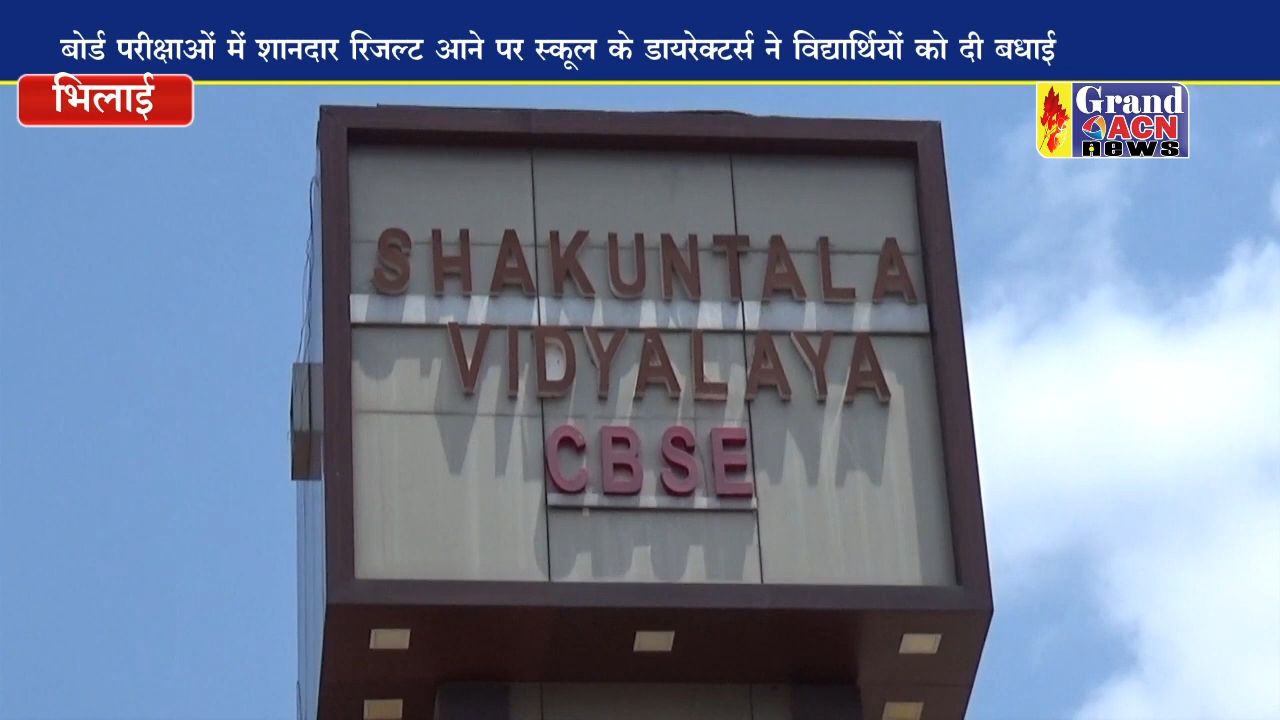 बोर्ड परीक्षाओं में शानदार रिजल्ट आने पर स्कूल के डायरेक्टर्स ने विद्यार्थियों को दी बधाई
भिलाई
Grand
ACN
news
SHAKUNTALA
VIDYALAYA
CBSE